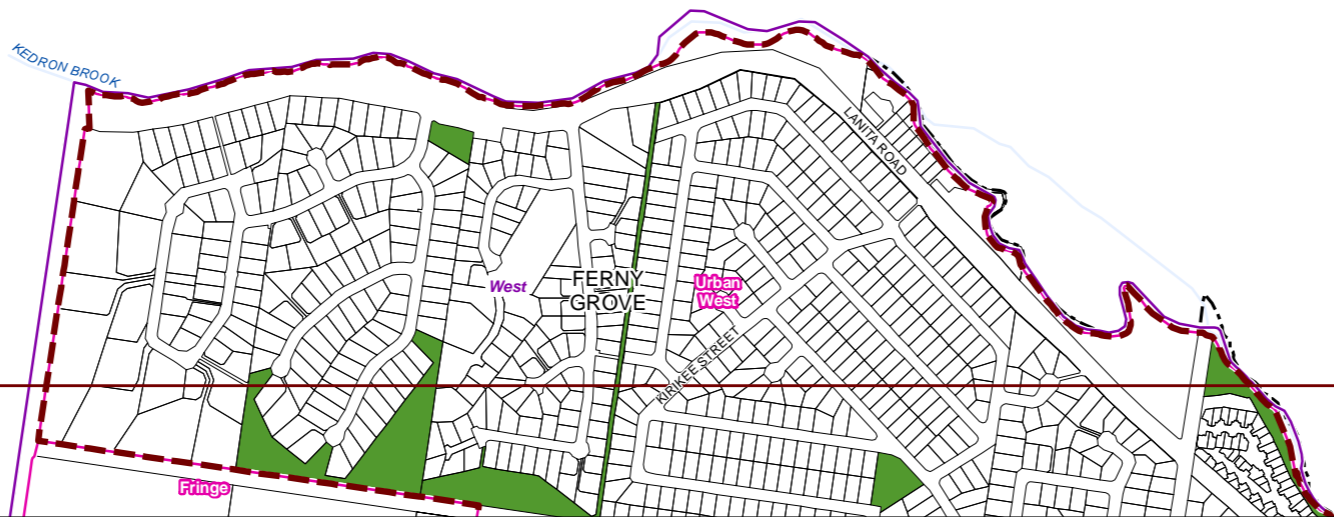 KEDRON BROOK
LANITA ROAD
West
FERNY
GROVE
Urban
West
KIRIKEE STREET
Fringe